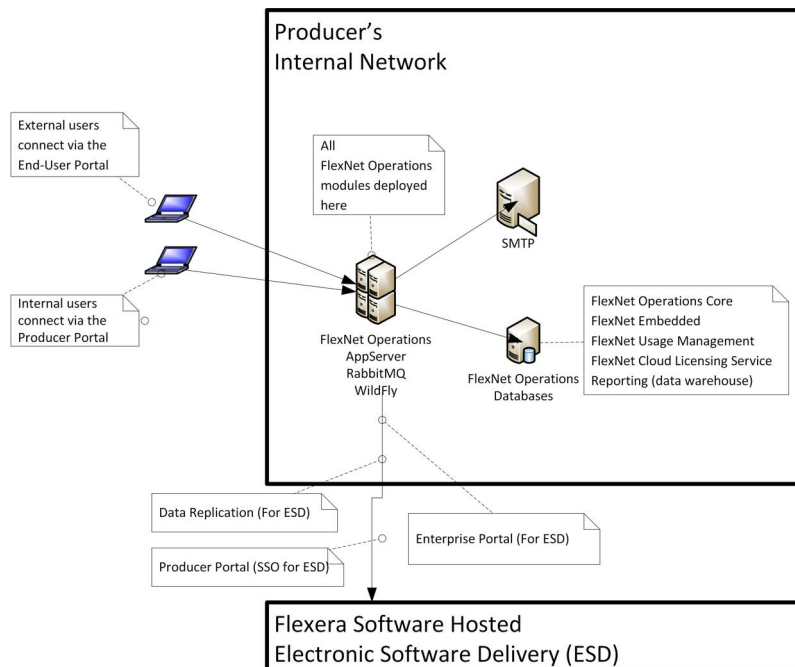 Producer's
Internal Network
External users
connect via the
End-User Portal
All
FlexNet Operations
modules deployed
here
SMTP
Internal users
connect via the
Producer Portal
FlexNet Operations
AppServer
RabbitMQ
WildFly
FlexNet Operations
Databases
FlexNet Operations Core
FlexNet Embedded
FlexNet Usage Management
FlexNet Cloud Licensing Service
Reporting (data warehouse)
Data Replication (For ESD)
Enterprise Portal (For ESD)
Producer Portal (SSO for ESD)
Flexera Software Hosted
Electronic Software Delivery (ESD)